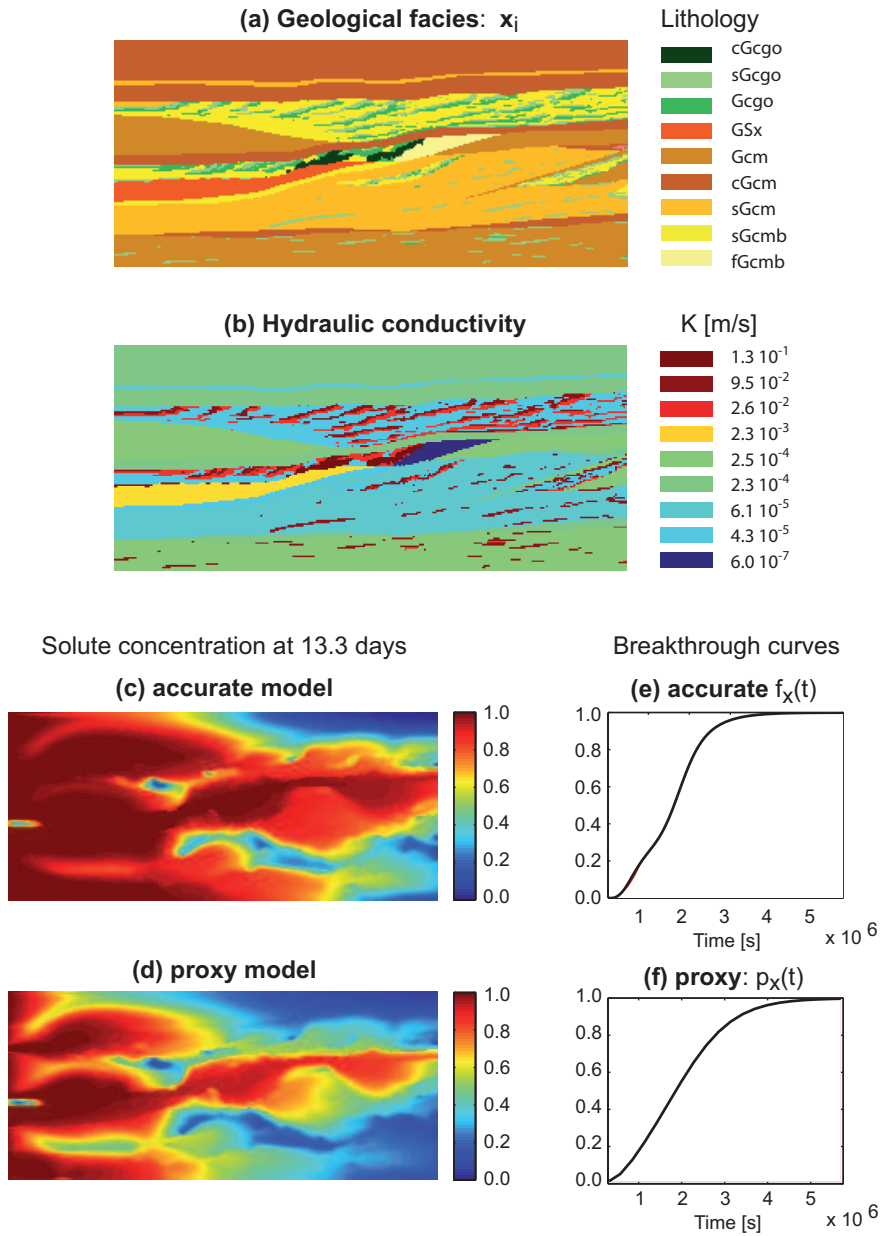 (a) Geological facies: xᵢ
Lithology
cGcgo
sGcgo
Gcgo
GSx
Gcm
cGcm
sGcm
sGcmb
fGcmb
(b) Hydraulic conductivity
K [m/s]
1.3 10⁻¹
9.5 10⁻²
2.6 10⁻²
2.3 10⁻³
2.5 10⁻⁴
2.3 10⁻⁴
6.1 10⁻⁵
4.3 10⁻⁵
6.0 10⁻⁷
Solute concentration at 13.3 days
Breakthrough curves
(c) accurate model
1.0
0.8
0.6
0.4
0.2
0.0
(e) accurate fₓ(t)
1.0
0.8
0.6
0.4
0.2
0.0
1 2 3 4 5
Time [s]
x 10⁶
(d) proxy model
1.0
0.8
0.6
0.4
0.2
0.0
(f) proxy: pₓ(t)
1.0
0.8
0.6
0.4
0.2
0.0
1 2 3 4 5
Time [s]
x 10⁶